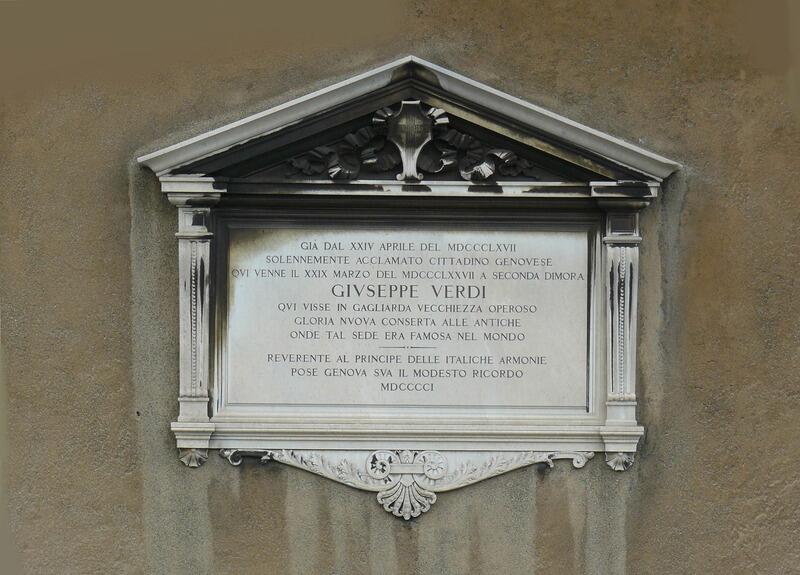 GIÀ DAL XXIV APRILE DEL MDCCCLXVII
SOLENNEMENTE ACCLAMATO CITTADINO GENOVESE
QVI VENNE IL XXIX MARZO DEL MDCCCLXXVII A SECONDA DIMORA
GIVSEPPE VERDI
QVI VISSE IN GAGLIARDA VECCHIEZZA OPEROSO
GLORIA NVOVA CONSERTA ALLE ANTICHE
ONDE TAL SEDE ERA FAMOSA NEL MONDO
REVERENTE AL PRINCIPE DELLE ITALICHE ARMONIE
POSE GENOVA SVA IL MODESTO RICORDO
MDCCCCI